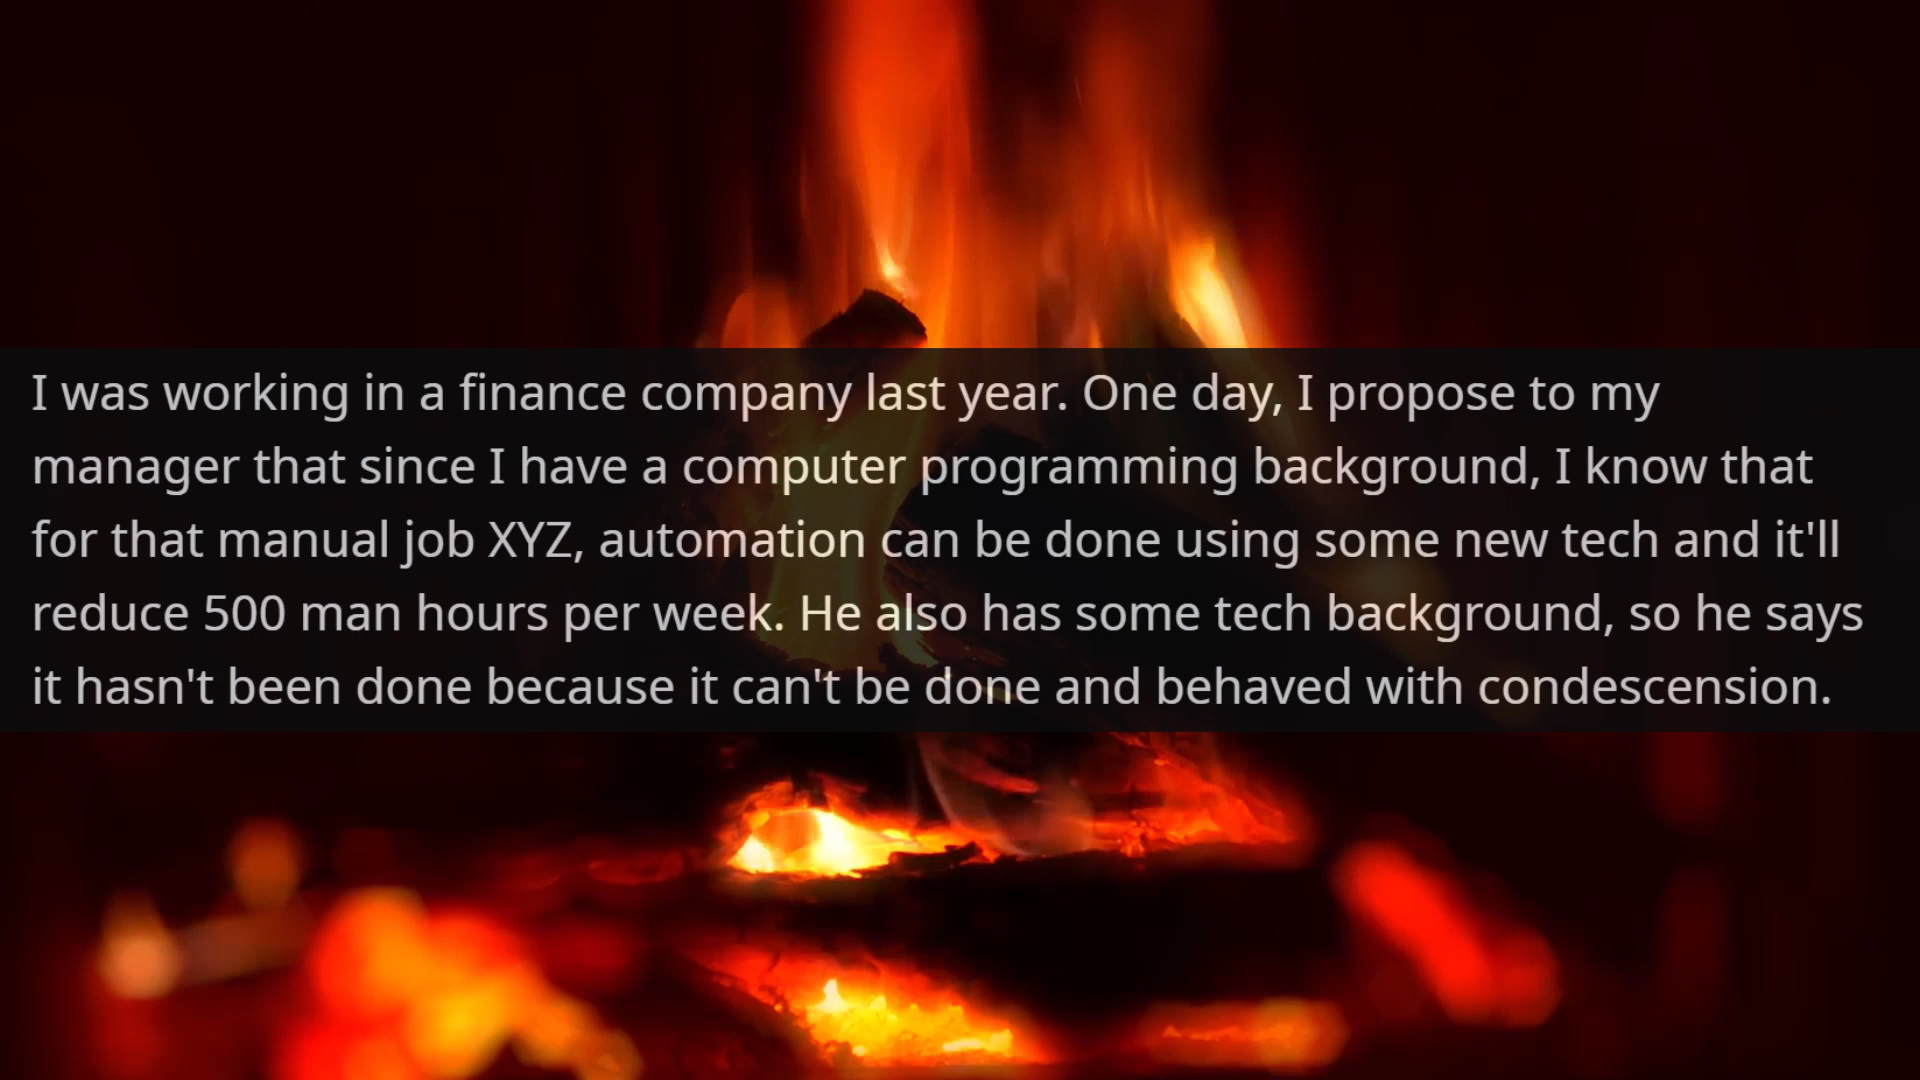 I was working in a finance company last year. One day, I propose to my
manager that since I have a computer programming background, I know that
for that manual job XYZ, automation can be done using some new tech and it'll
reduce 500 man hours per week. He also has some tech background, so he says
it hasn't been done because it can't be done and behaved with condescension.